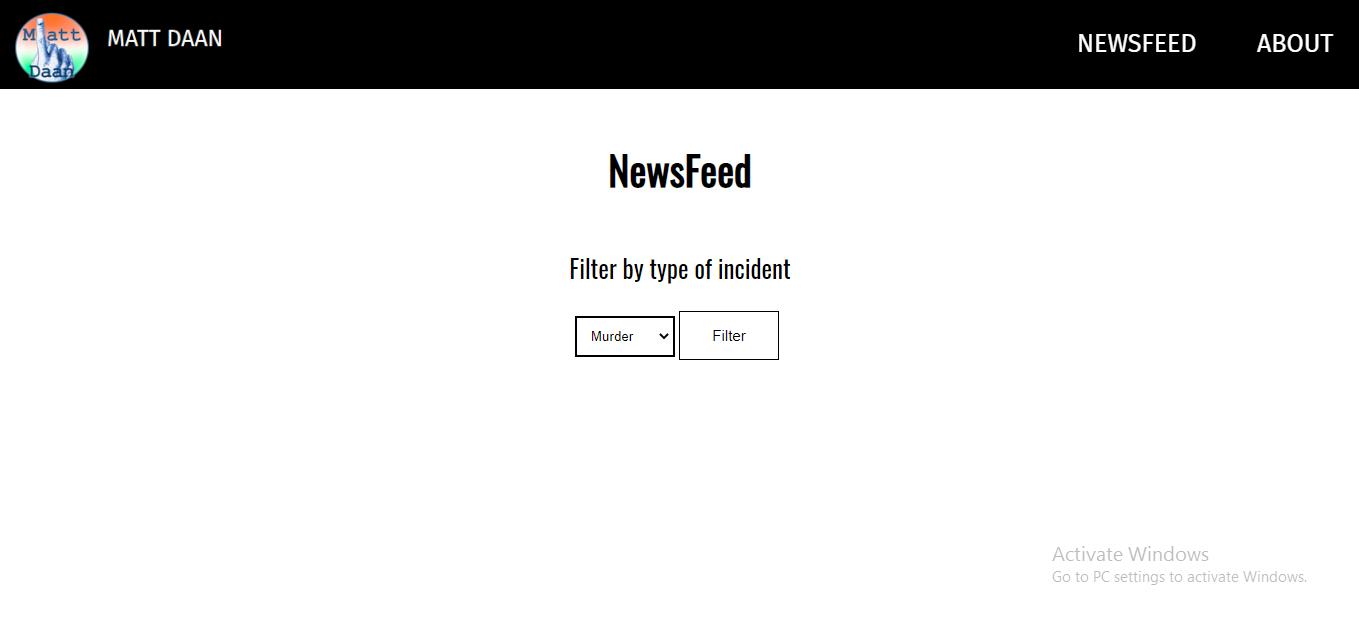 Matt
Daan
MATT DAAN
NEWSFEED
ABOUT
NewsFeed
Filter by type of incident
Murder
Filter
Activate Windows
Go to PC settings to activate Windows.